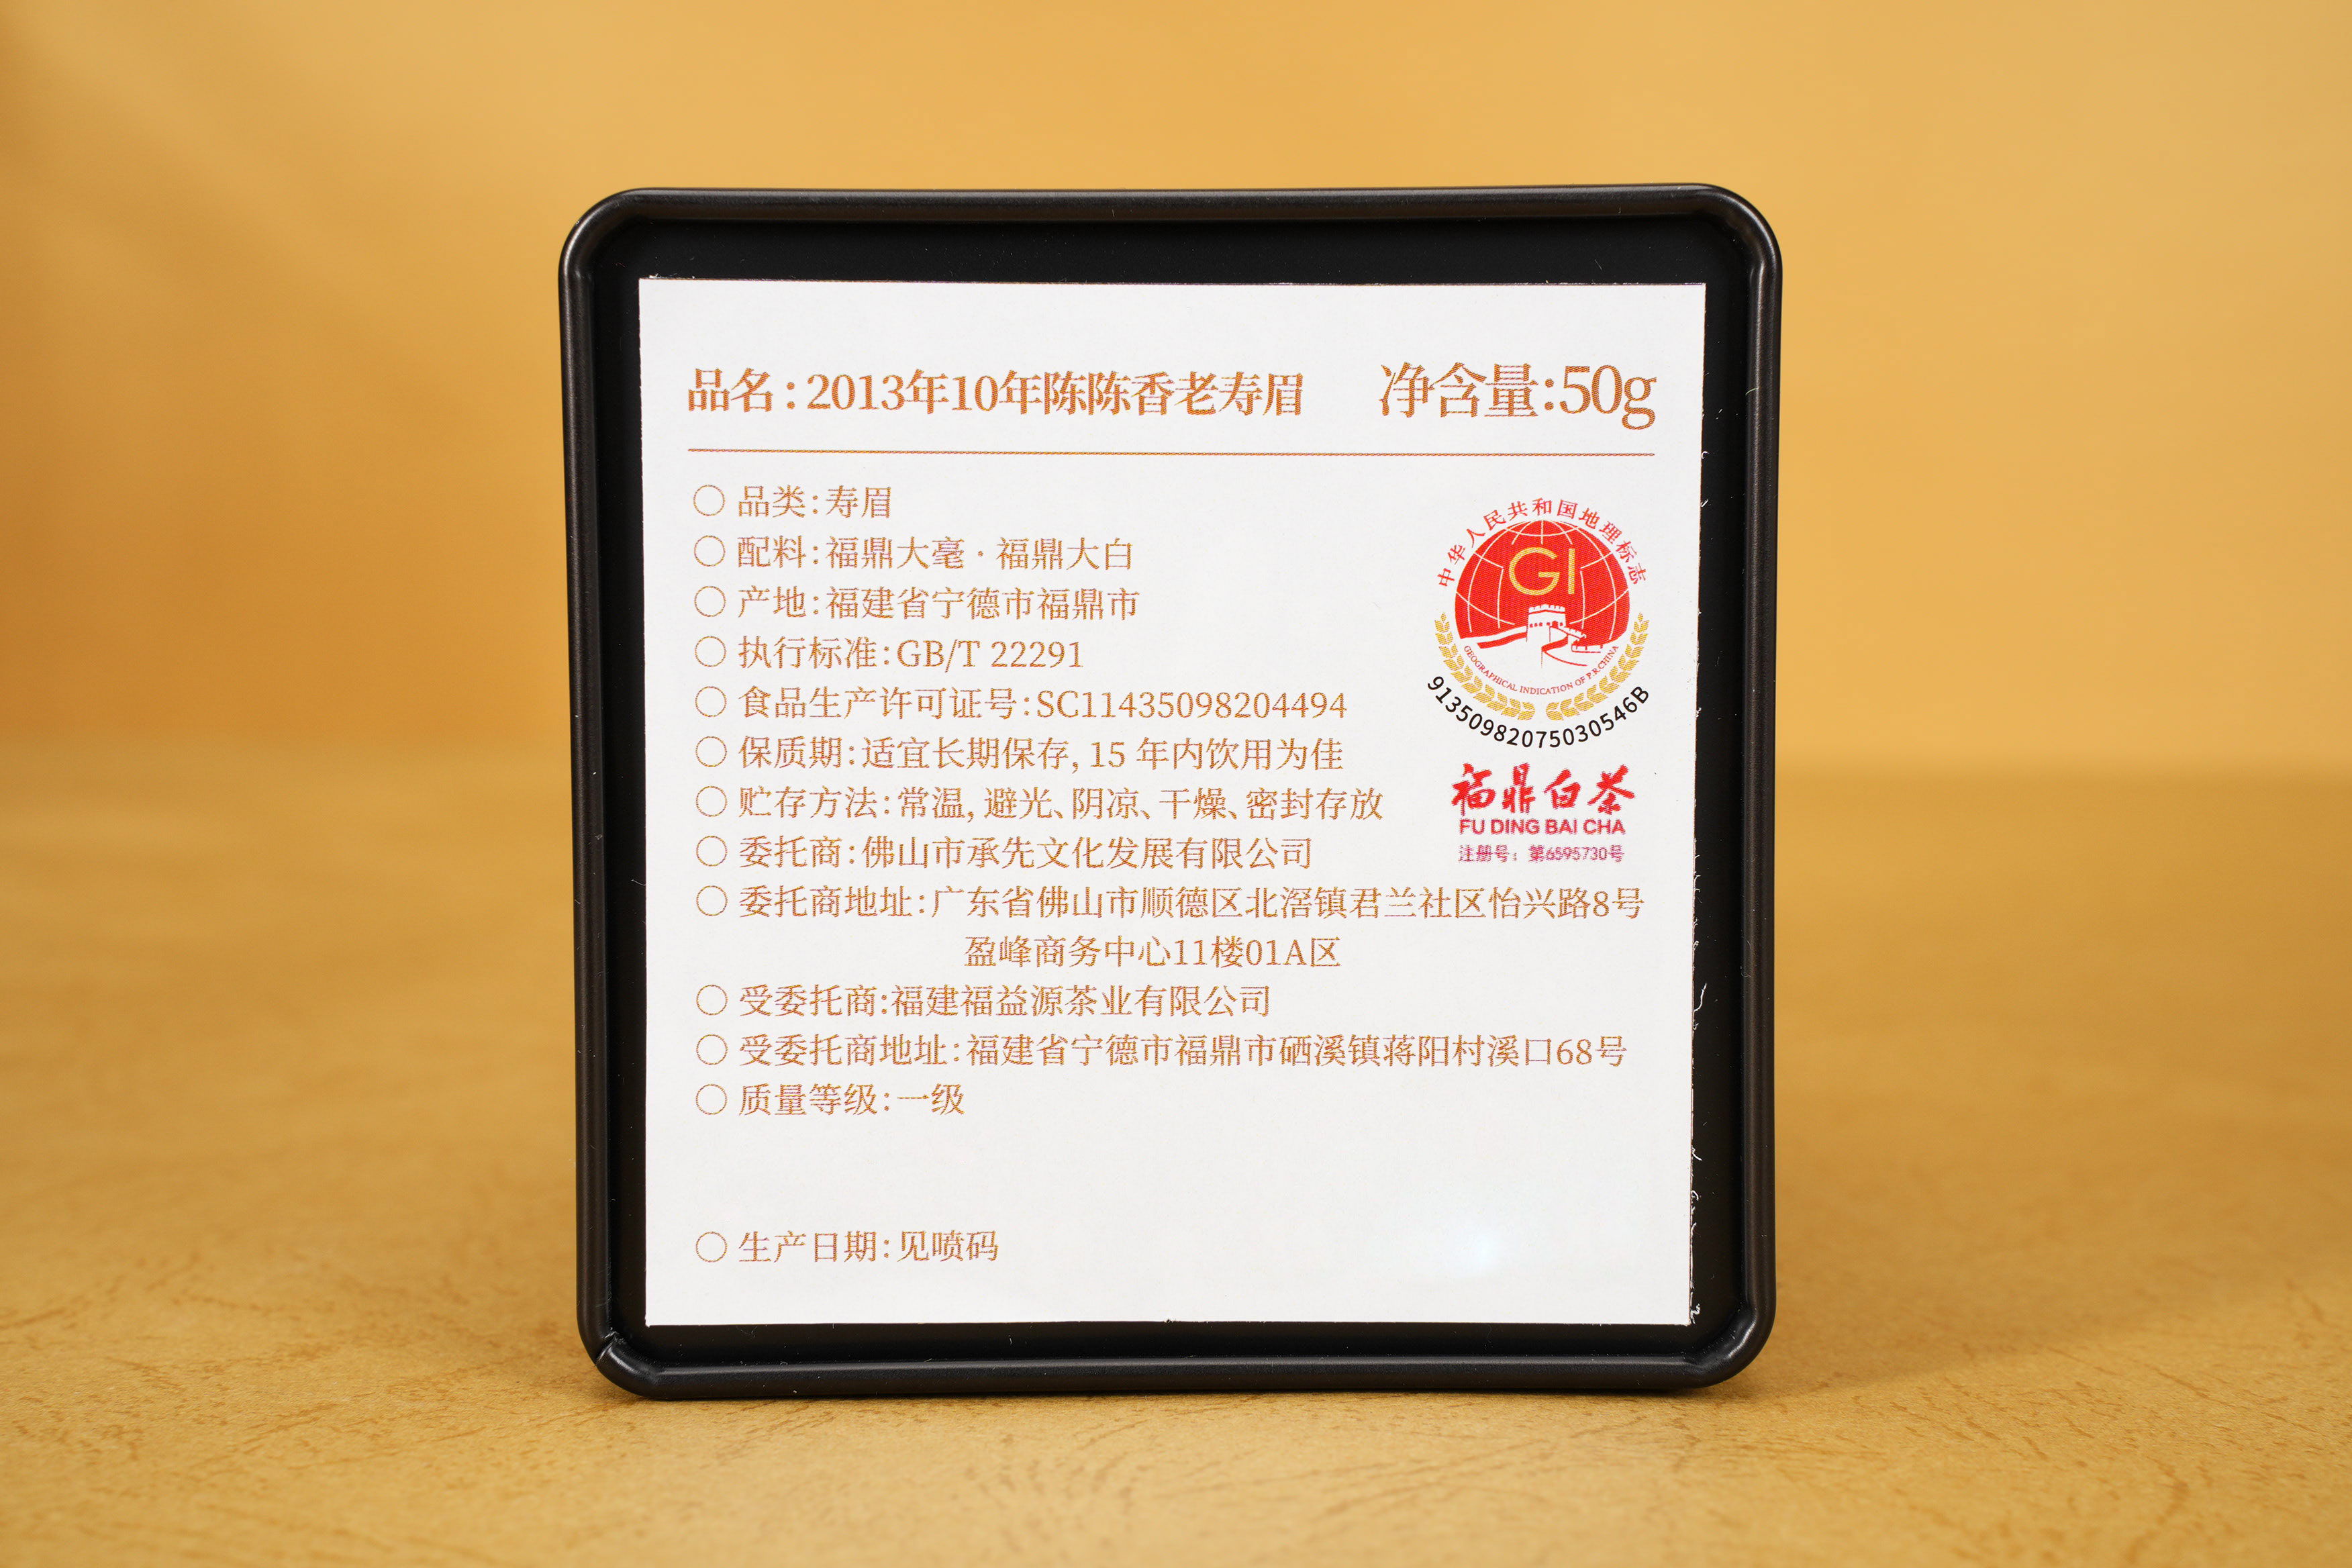 品名:2013年10年陈陈香老寿眉 净含量:50g
○ 品类:寿眉
○ 配料:福鼎大毫·福鼎大白
○ 产地:福建省宁德市福鼎市
○ 执行标准:GB/T 22291
○ 食品生产许可证号:SC11435098204494
○ 保质期:适宜长期保存, 15 年内饮用为佳
○ 贮存方法:常温, 避光、阴凉、干燥、密封存放
○ 委托商:佛山市承先文化发展有限公司
○ 委托商地址:广东省佛山市顺德区北滘镇君兰社区怡兴路8号
盈峰商务中心11楼01A区
○ 受委托商:福建福益源茶业有限公司
○ 受委托商地址:福建省宁德市福鼎市硒溪镇蒋阳村溪口68号
○ 质量等级:一级
○ 生产日期:见喷码
中华人民共和国地理标志
GI
GEOGRAPHICAL INDICATION OF P.R.CHINA
91350982075030546B
福鼎白茶
FU DING BAI CHA
注册号: 第6595730号